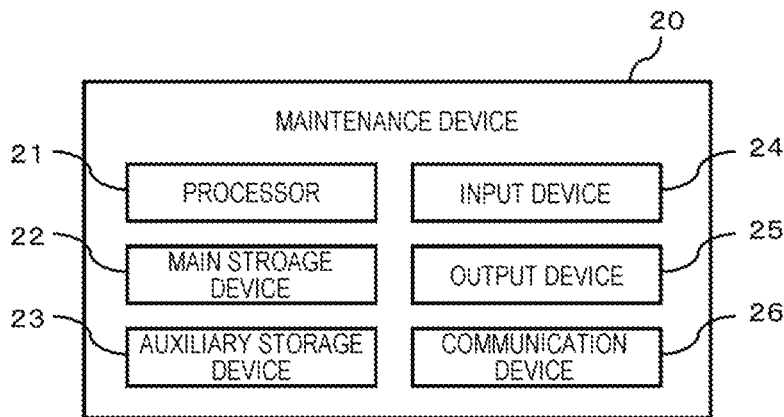 20
MAINTENANCE DEVICE
21
PROCESSOR
24
INPUT DEVICE
22
MAIN STROAGE
DEVICE
25
OUTPUT DEVICE
23
AUXILIARY STORAGE
DEVICE
26
COMMUNICATION
DEVICE